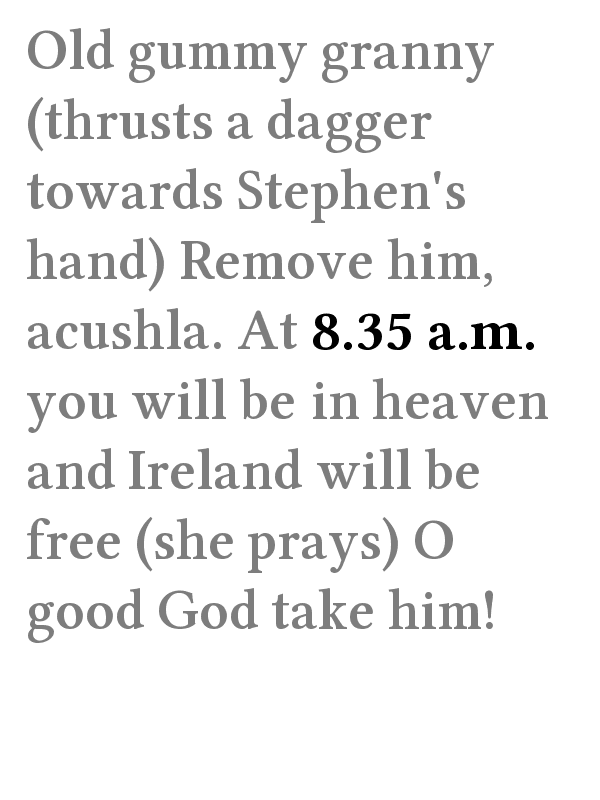 Old gummy granny
(thrusts a dagger
towards Stephen's
hand) Remove him,
acushla. At 8.35 a.m.
you will be in heaven
and Ireland will be
free (she prays) O
good God take him!